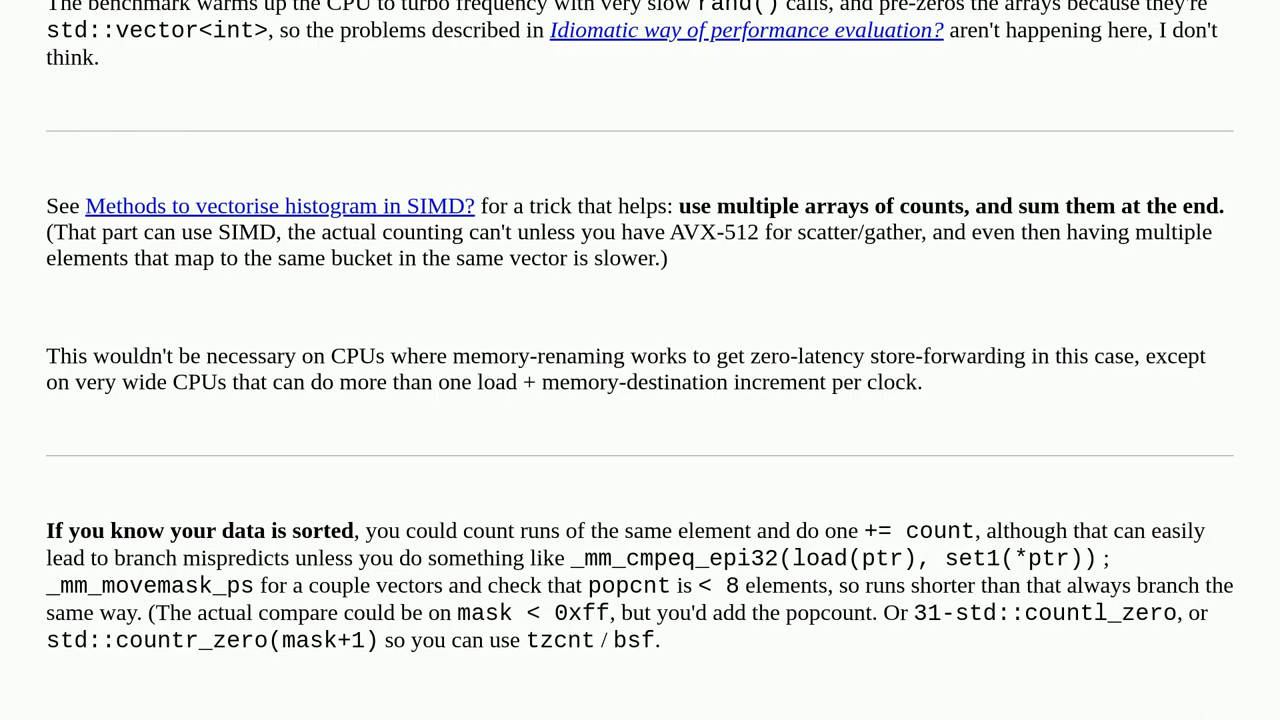 The benchmark warms up the CPU to turbo frequency with very slow rand() calls, and pre-zeros the arrays because they're
std::vector<int>, so the problems described in Idiomatic way of performance evaluation? aren't happening here, I don't
think.
See Methods to vectorise histogram in SIMD? for a trick that helps: use multiple arrays of counts, and sum them at the end.
(That part can use SIMD, the actual counting can't unless you have AVX-512 for scatter/gather, and even then having multiple
elements that map to the same bucket in the same vector is slower.)
This wouldn't be necessary on CPUs where memory-renaming works to get zero-latency store-forwarding in this case, except
on very wide CPUs that can do more than one load + memory-destination increment per clock.
If you know your data is sorted, you could count runs of the same element and do one += count, although that can easily
lead to branch mispredicts unless you do something like _mm_cmpeq_epi32(load(ptr), set1(*ptr)) ;
_mm_movemask_ps for a couple vectors and check that popcnt is < 8 elements, so runs shorter than that always branch the
same way. (The actual compare could be on mask < 0xff, but you'd add the popcount. Or 31-std::countl_zero, or
std::countr_zero(mask+1) so you can use tzcnt / bsf.